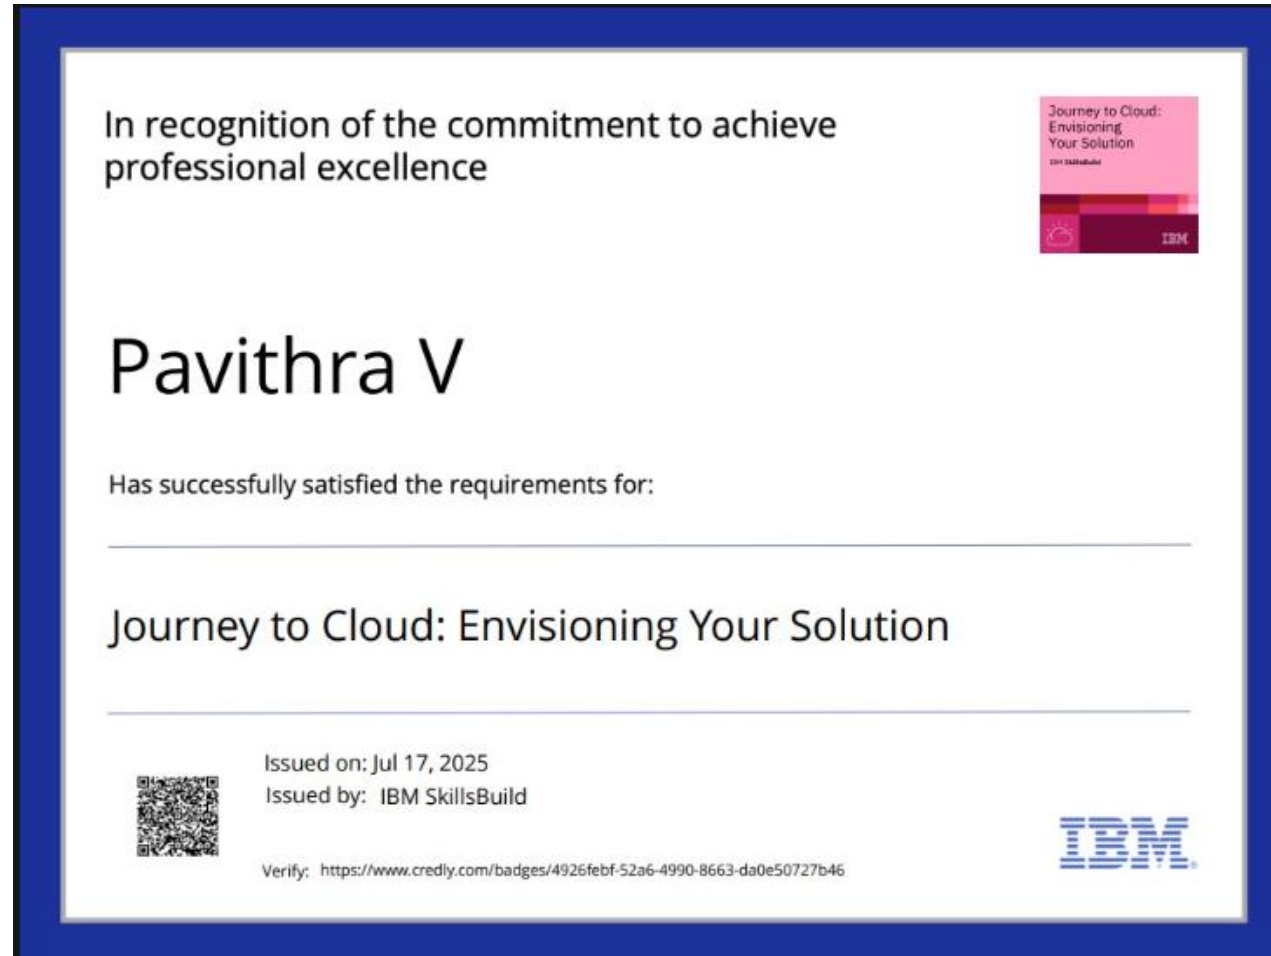 In recognition of the commitment to achieve
professional excellence
Journey to Cloud:
Envisioning
Your Solution
IBM SkillsBuild
IBM
Pavithra V
Has successfully satisfied the requirements for:
Journey to Cloud: Envisioning Your Solution
Issued on: Jul 17, 2025
Issued by: IBM SkillsBuild
Verify: https://www.credly.com/badges/4926febf-52a6-4990-8663-da0e50727b46
IBM